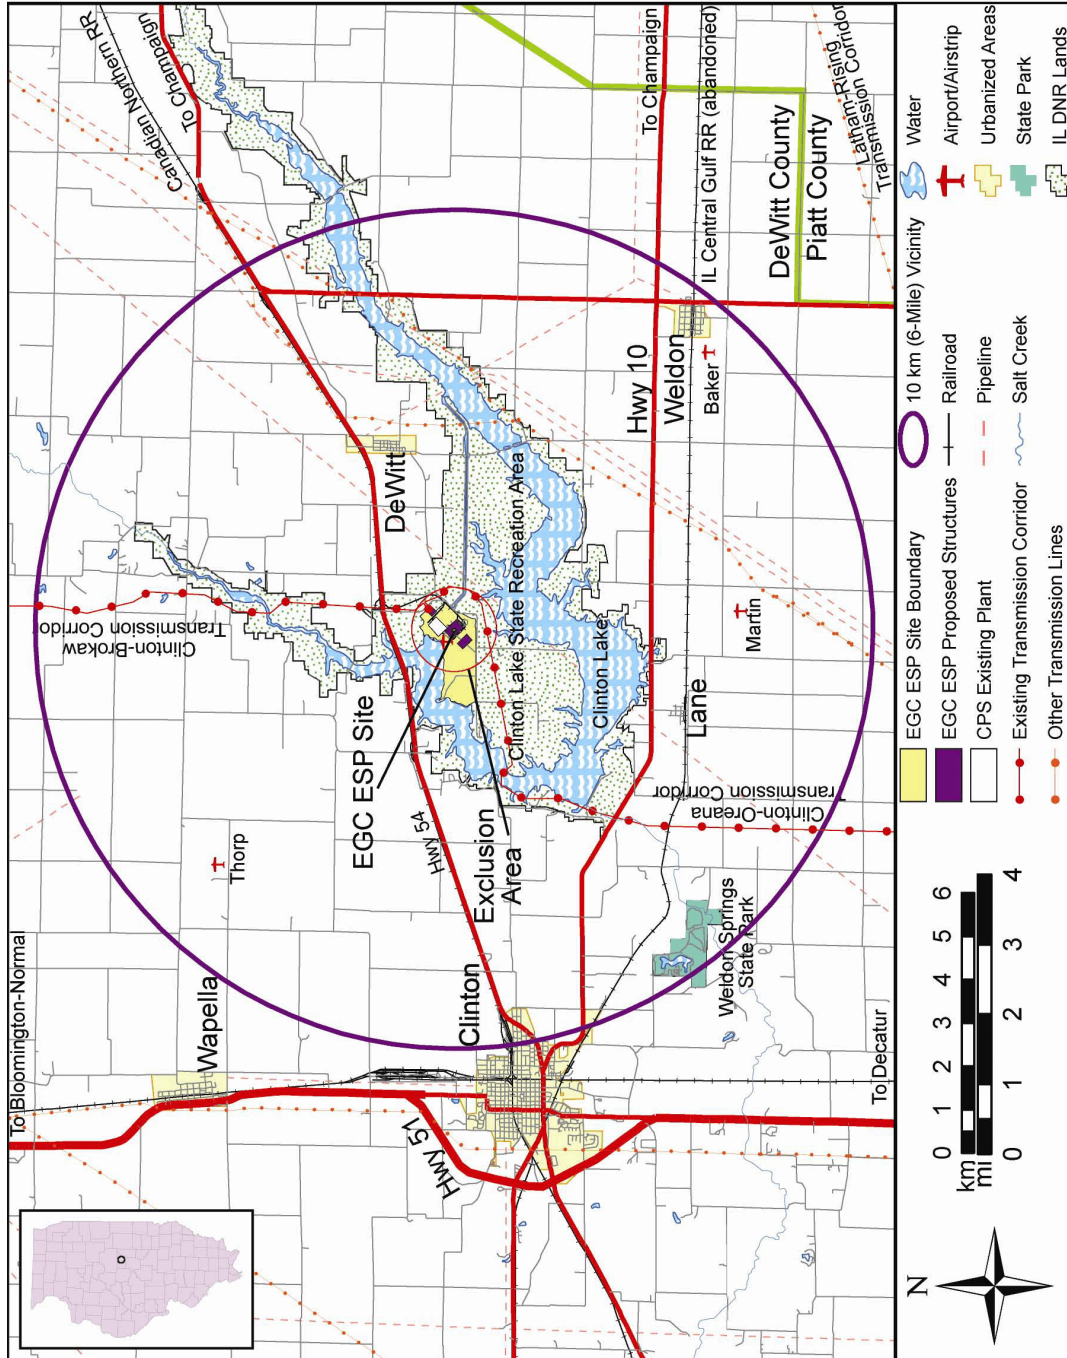 To Bloomington-Normal
Wapella
Thorp
Clinton-Brokaw
Transmission Corridor
Canadian Northern RR
To Champaign
Hwy 51
Clinton
Hwy 54
EGC ESP Site
DeWitt
Exclusion
Area
Clinton Lake State Recreation Area
Clinton Lake
Hwy 10
To Champaign
Weldon
IL Central Gulf RR (abandoned)
Baker
Martin
Lane
Clinton-Oreana
Transmission Corridor
Weldon Springs
State Park
To Decatur
DeWitt County
Piatt County
Latham-Rising
Transmission Corridor
N
km
mi
0 1 2 3 4 5 6
0 1 2 3 4
EGC ESP Site Boundary
EGC ESP Proposed Structures
CPS Existing Plant
Existing Transmission Corridor
Other Transmission Lines
10 km (6-Mile) Vicinity
Railroad
Pipeline
Salt Creek
Water
Airport/Airstrip
Urbanized Areas
State Park
IL DNR Lands